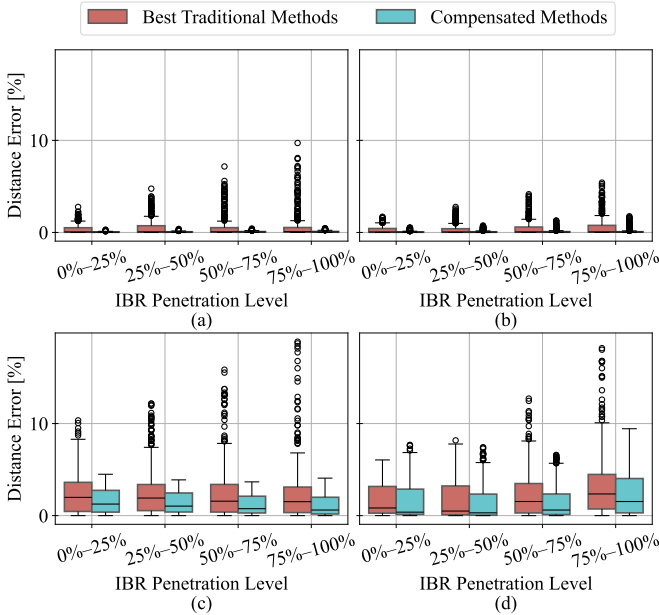 Best Traditional Methods
Compensated Methods
Distance Error [%]
10
0
0%–25%
25%–50%
50%–75%
75%–100%
IBR Penetration Level
(a)
0%–25%
25%–50%
50%–75%
75%–100%
IBR Penetration Level
(b)
Distance Error [%]
10
0
0%–25%
25%–50%
50%–75%
75%–100%
IBR Penetration Level
(c)
0%–25%
25%–50%
50%–75%
75%–100%
IBR Penetration Level
(d)